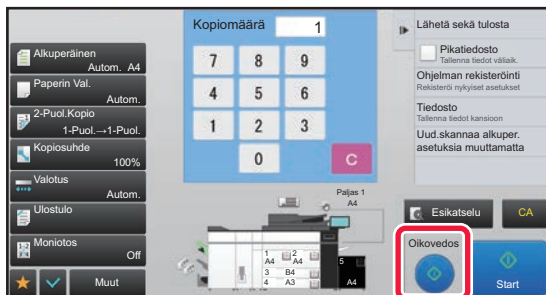 Alkuperäinen
Autom. A4
Paperin Val.
Autom.
2-Puol.Kopio
1-Puol.→1-Puol.
Kopiosuhde
100%
Valotus
Autom.
Ulostulo
Moniotos
Off
Muut
Kopiomäärä 1
7 8 9
4 5 6
1 2 3
0 C
Paljas 1
A4
1 A4 2 A4
3 B4
4 A3
5 A4
Lähetä sekä tulosta
Pikatiedosto
Tallenna tiedot väliaik.
Ohjelman rekisteröinti
Rekisteröi nykyiset asetukset
Tiedosto
Tallenna tiedot kansioon
Uud.skannaa alkuper.
asetuksia muuttamatta
Esikatselu
CA
Oikovedos
Start